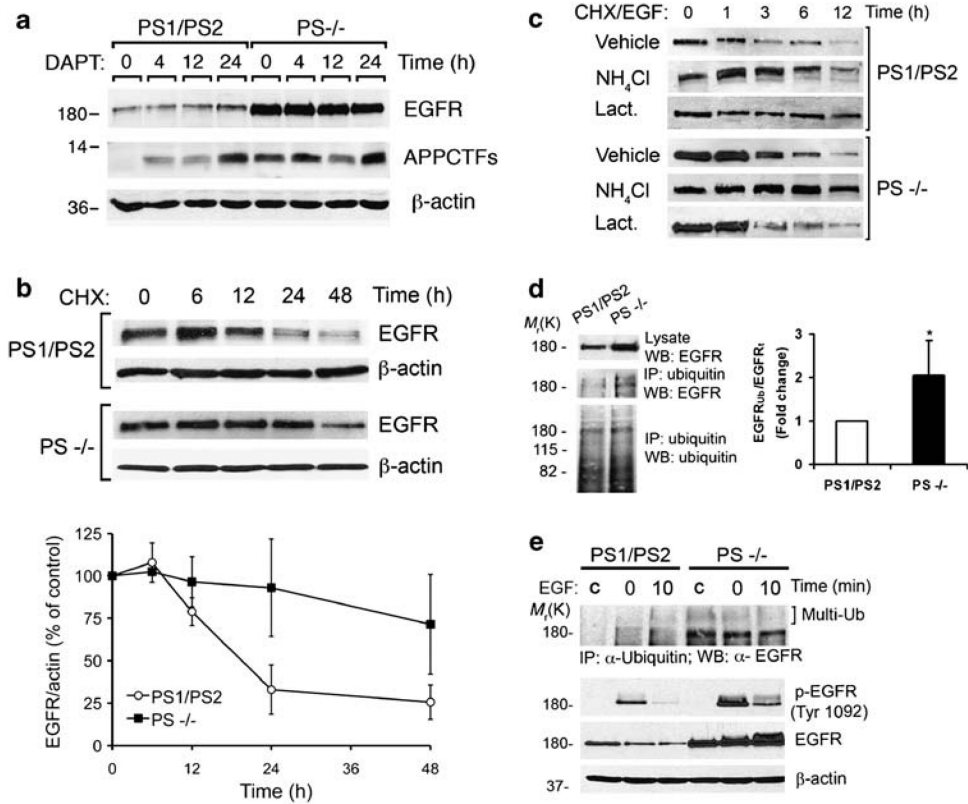 a
PS1/PS2 PS-/-
DAPT: 0 4 12 24 0 4 12 24 Time (h)
180– EGFR
14– APPCTFs
36– β-actin
b
CHX: 0 6 12 24 48 Time (h)
PS1/PS2
EGFR
β-actin
PS -/-
EGFR
β-actin
EGFR/actin (% of control)
125
100
75
50
25
0
PS1/PS2
PS -/-
0 12 24 36 48
Time (h)
c
CHX/EGF 0 1 3 6 12 Time (h)
Vehicle
NH4Cl
Lact.
PS1/PS2
Vehicle
NH4Cl
Lact.
PS -/-
d
PS1/PS2 PS -/-
Mr(K)
180 – Lysate
WB: EGFR
180 – IP: ubiquitin
WB: EGFR
180 –
115 –
82 –
IP: ubiquitin
WB: ubiquitin
EGFRUb/EGFRt
(Fold change)
3
2
1
0
*
PS1/PS2 PS -/-
e
PS1/PS2 PS -/-
EGF: c 0 10 c 0 10 Time (min)
Mr(K)
180- Multi-Ub
IP: α-Ubiquitin; WB: α- EGFR
180- p-EGFR
(Tyr 1092)
180- EGFR
37- β-actin